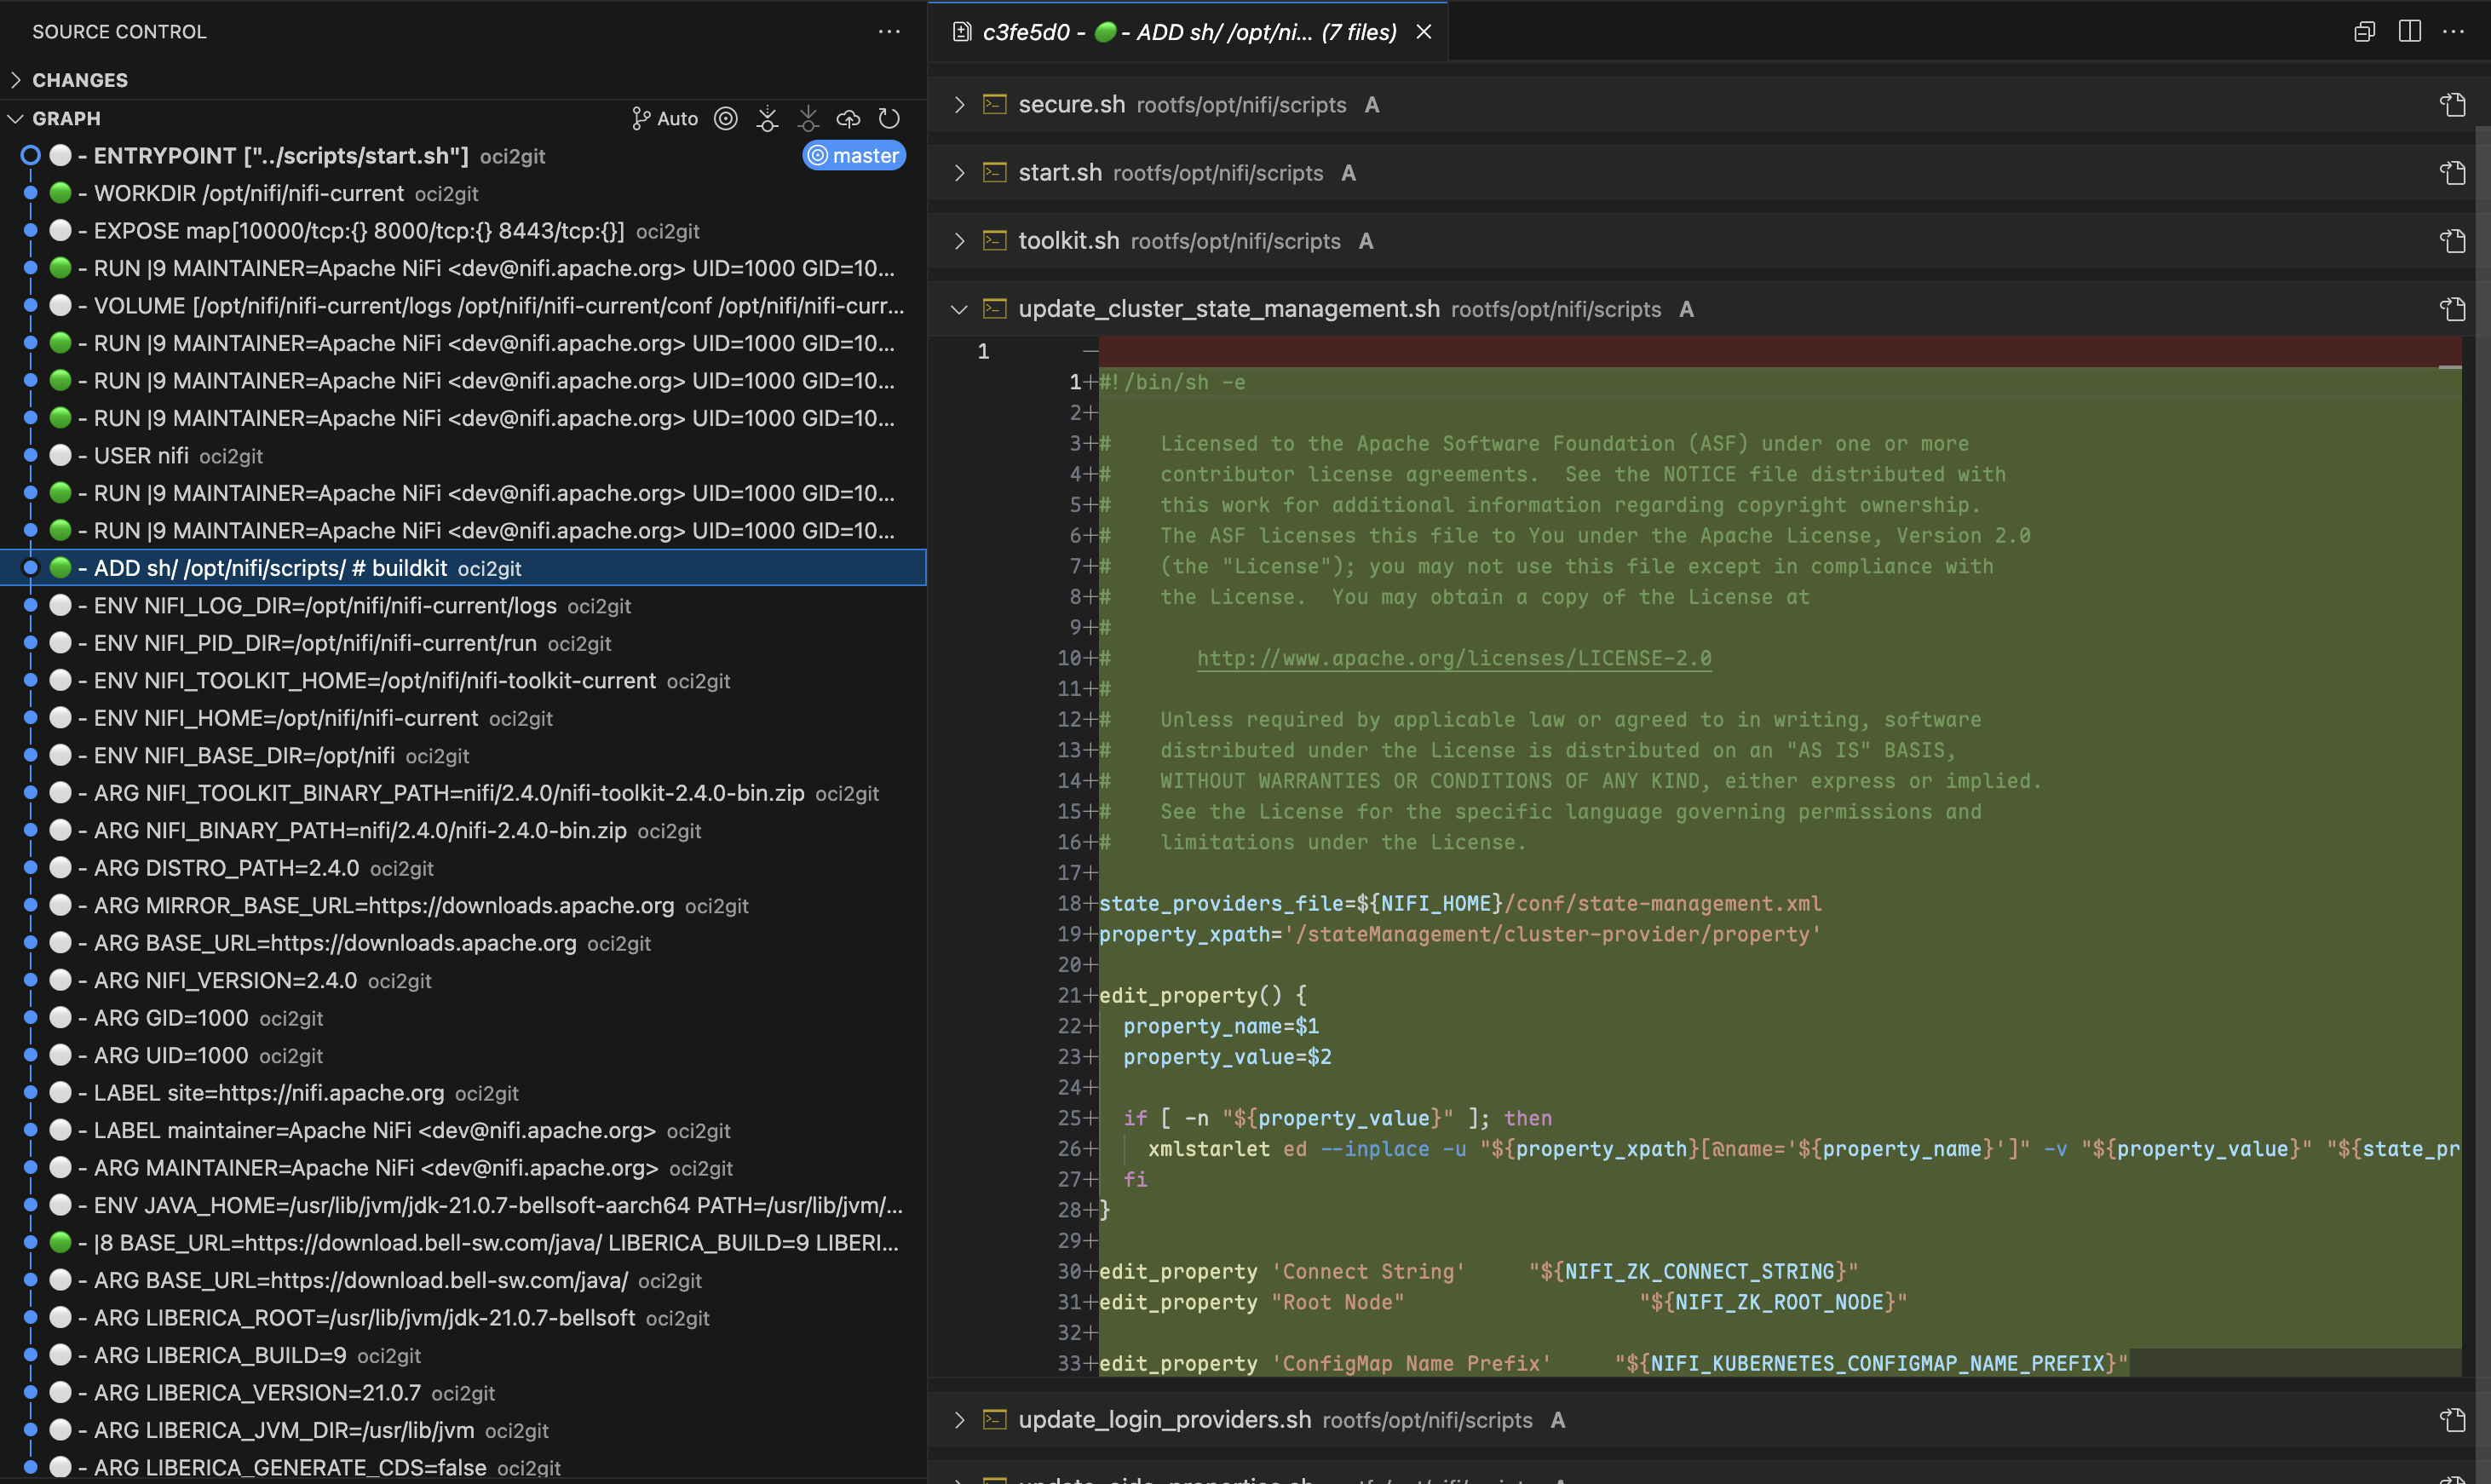 SOURCE CONTROL
CHANGES
GRAPH
Auto
- ENTRYPOINT ["../scripts/start.sh"] oci2git
master
- WORKDIR /opt/nifi/nifi-current oci2git
- EXPOSE map[10000/tcp:{} 8000/tcp:{} 8443/tcp:{}] oci2git
- RUN |9 MAINTAINER=Apache NiFi <dev@nifi.apache.org> UID=1000 GID=10...
- VOLUME [/opt/nifi/nifi-current/logs /opt/nifi/nifi-current/conf /opt/nifi/nifi-curr...
- RUN |9 MAINTAINER=Apache NiFi <dev@nifi.apache.org> UID=1000 GID=10...
- RUN |9 MAINTAINER=Apache NiFi <dev@nifi.apache.org> UID=1000 GID=10...
- RUN |9 MAINTAINER=Apache NiFi <dev@nifi.apache.org> UID=1000 GID=10...
- USER nifi oci2git
- RUN |9 MAINTAINER=Apache NiFi <dev@nifi.apache.org> UID=1000 GID=10...
- RUN |9 MAINTAINER=Apache NiFi <dev@nifi.apache.org> UID=1000 GID=10...
- ADD sh/ /opt/nifi/scripts/ # buildkit oci2git
- ENV NIFI_LOG_DIR=/opt/nifi/nifi-current/logs oci2git
- ENV NIFI_PID_DIR=/opt/nifi/nifi-current/run oci2git
- ENV NIFI_TOOLKIT_HOME=/opt/nifi/nifi-toolkit-current oci2git
- ENV NIFI_HOME=/opt/nifi/nifi-current oci2git
- ENV NIFI_BASE_DIR=/opt/nifi oci2git
- ARG NIFI_TOOLKIT_BINARY_PATH=nifi/2.4.0/nifi-toolkit-2.4.0-bin.zip oci2git
- ARG NIFI_BINARY_PATH=nifi/2.4.0/nifi-2.4.0-bin.zip oci2git
- ARG DISTRO_PATH=2.4.0 oci2git
- ARG MIRROR_BASE_URL=https://downloads.apache.org oci2git
- ARG BASE_URL=https://downloads.apache.org oci2git
- ARG NIFI_VERSION=2.4.0 oci2git
- ARG GID=1000 oci2git
- ARG UID=1000 oci2git
- LABEL site=https://nifi.apache.org oci2git
- LABEL maintainer=Apache NiFi <dev@nifi.apache.org> oci2git
- ARG MAINTAINER=Apache NiFi <dev@nifi.apache.org> oci2git
- ENV JAVA_HOME=/usr/lib/jvm/jdk-21.0.7-bellsoft-aarch64 PATH=/usr/lib/jvm/...
- |8 BASE_URL=https://download.bell-sw.com/java/ LIBERICA_BUILD=9 LIBERI...
- ARG BASE_URL=https://download.bell-sw.com/java/ oci2git
- ARG LIBERICA_ROOT=/usr/lib/jvm/jdk-21.0.7-bellsoft oci2git
- ARG LIBERICA_BUILD=9 oci2git
- ARG LIBERICA_VERSION=21.0.7 oci2git
- ARG LIBERICA_JVM_DIR=/usr/lib/jvm oci2git
- ARG LIBERICA_GENERATE_CDS=false oci2git
c3fe5d0 - - ADD sh/ /opt/ni... (7 files)
secure.sh rootfs/opt/nifi/scripts A
start.sh rootfs/opt/nifi/scripts A
toolkit.sh rootfs/opt/nifi/scripts A
update_cluster_state_management.sh rootfs/opt/nifi/scripts A
1 —
1+#!/bin/sh -e
2+
3+#    Licensed to the Apache Software Foundation (ASF) under one or more
4+#    contributor license agreements.  See the NOTICE file distributed with
5+#    this work for additional information regarding copyright ownership.
6+#    The ASF licenses this file to You under the Apache License, Version 2.0
7+#    (the "License"); you may not use this file except in compliance with
8+#    the License.  You may obtain a copy of the License at
9+#
10+#       http://www.apache.org/licenses/LICENSE-2.0
11+#
12+#    Unless required by applicable law or agreed to in writing, software
13+#    distributed under the License is distributed on an "AS IS" BASIS,
14+#    WITHOUT WARRANTIES OR CONDITIONS OF ANY KIND, either express or implied.
15+#    See the License for the specific language governing permissions and
16+#    limitations under the License.
17+
18+state_providers_file=${NIFI_HOME}/conf/state-management.xml
19+property_xpath='/stateManagement/cluster-provider/property'
20+
21+edit_property() {
22+  property_name=$1
23+  property_value=$2
24+
25+  if [ -n "${property_value}" ]; then
26+    xmlstarlet ed --inplace -u "${property_xpath}[@name='${property_name}']" -v "${property_value}" "${state_pr
27+  fi
28+}
29+
30+edit_property 'Connect String'     "${NIFI_ZK_CONNECT_STRING}"
31+edit_property "Root Node"                   "${NIFI_ZK_ROOT_NODE}"
32+
33+edit_property 'ConfigMap Name Prefix'     "${NIFI_KUBERNETES_CONFIGMAP_NAME_PREFIX}"
update_login_providers.sh rootfs/opt/nifi/scripts A